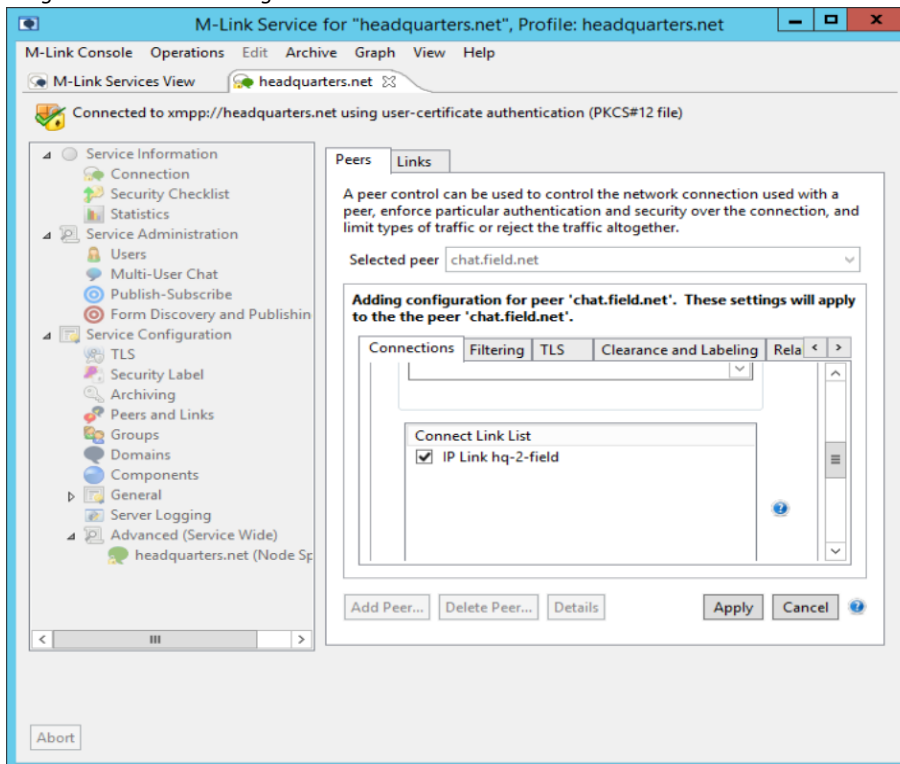 M-Link Service for "headquarters.net", Profile: headquarters.net
M-Link Console Operations Edit Archive Graph View Help
M-Link Services View headquarters.net
Connected to xmpp://headquarters.net using user-certificate authentication (PKCS#12 file)
Service Information
Connection
Security Checklist
Statistics
Service Administration
Users
Multi-User Chat
Publish-Subscribe
Form Discovery and Publishin
Service Configuration
TLS
Security Label
Archiving
Peers and Links
Groups
Domains
Components
General
Server Logging
Advanced (Service Wide)
headquarters.net (Node Sp
Peers Links
A peer control can be used to control the network connection used with a
peer, enforce particular authentication and security over the connection, and
limit types of traffic or reject the traffic altogether.
Selected peer chat.field.net
Adding configuration for peer 'chat.field.net'. These settings will apply
to the the peer 'chat.field.net'.
Connections Filtering TLS Clearance and Labeling Rela
Connect Link List
IP Link hq-2-field
Add Peer... Delete Peer... Details Apply Cancel
Abort